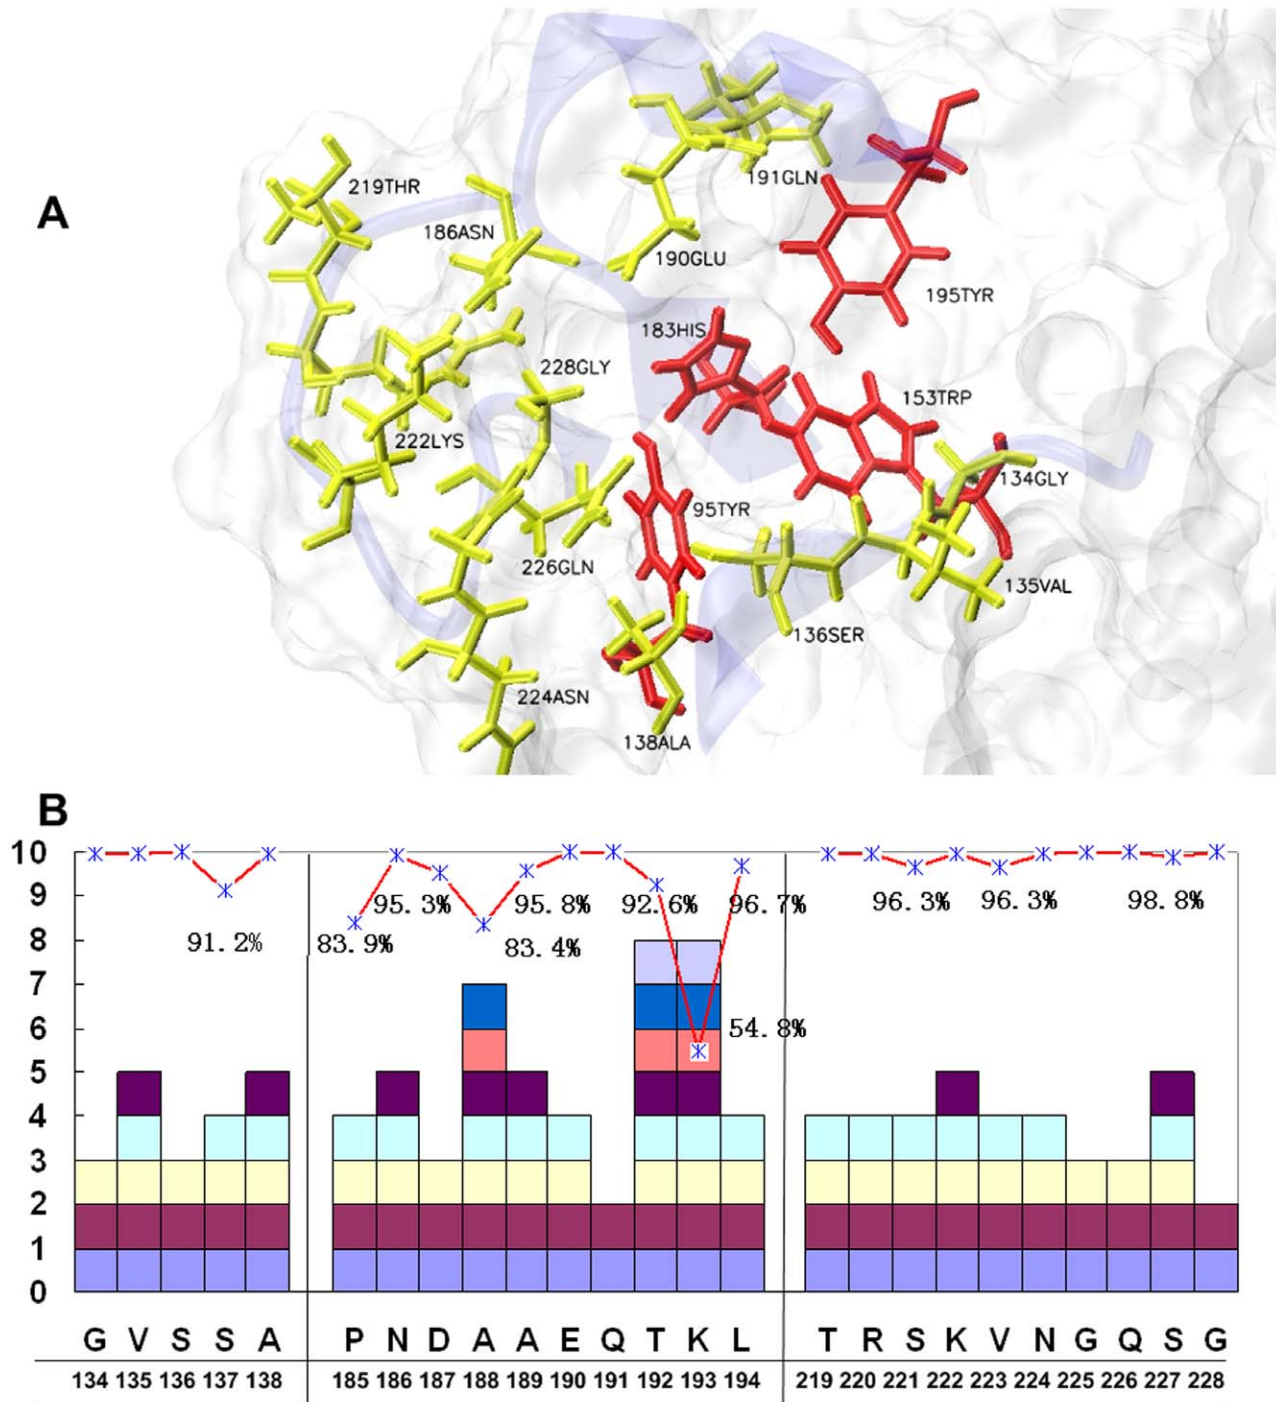 A
219THR
186ASN
191GLN
190GLU
195TYR
183HIS
228GLY
153TRP
222LYS
134GLY
95TYR
226GLN
135VAL
136SER
224ASN
138ALA
B
10
9
8
7
6
5
4
3
2
1
0
95.3% 95.8% 92.6% 96.7% 96.3% 96.3% 98.8%
91.2% 83.9% 83.4%
54.8%
G V S S A P N D A A E Q T K L T R S K V N G Q S G
134 135 136 137 138 185 186 187 188 189 190 191 192 193 194 219 220 221 222 223 224 225 226 227 228